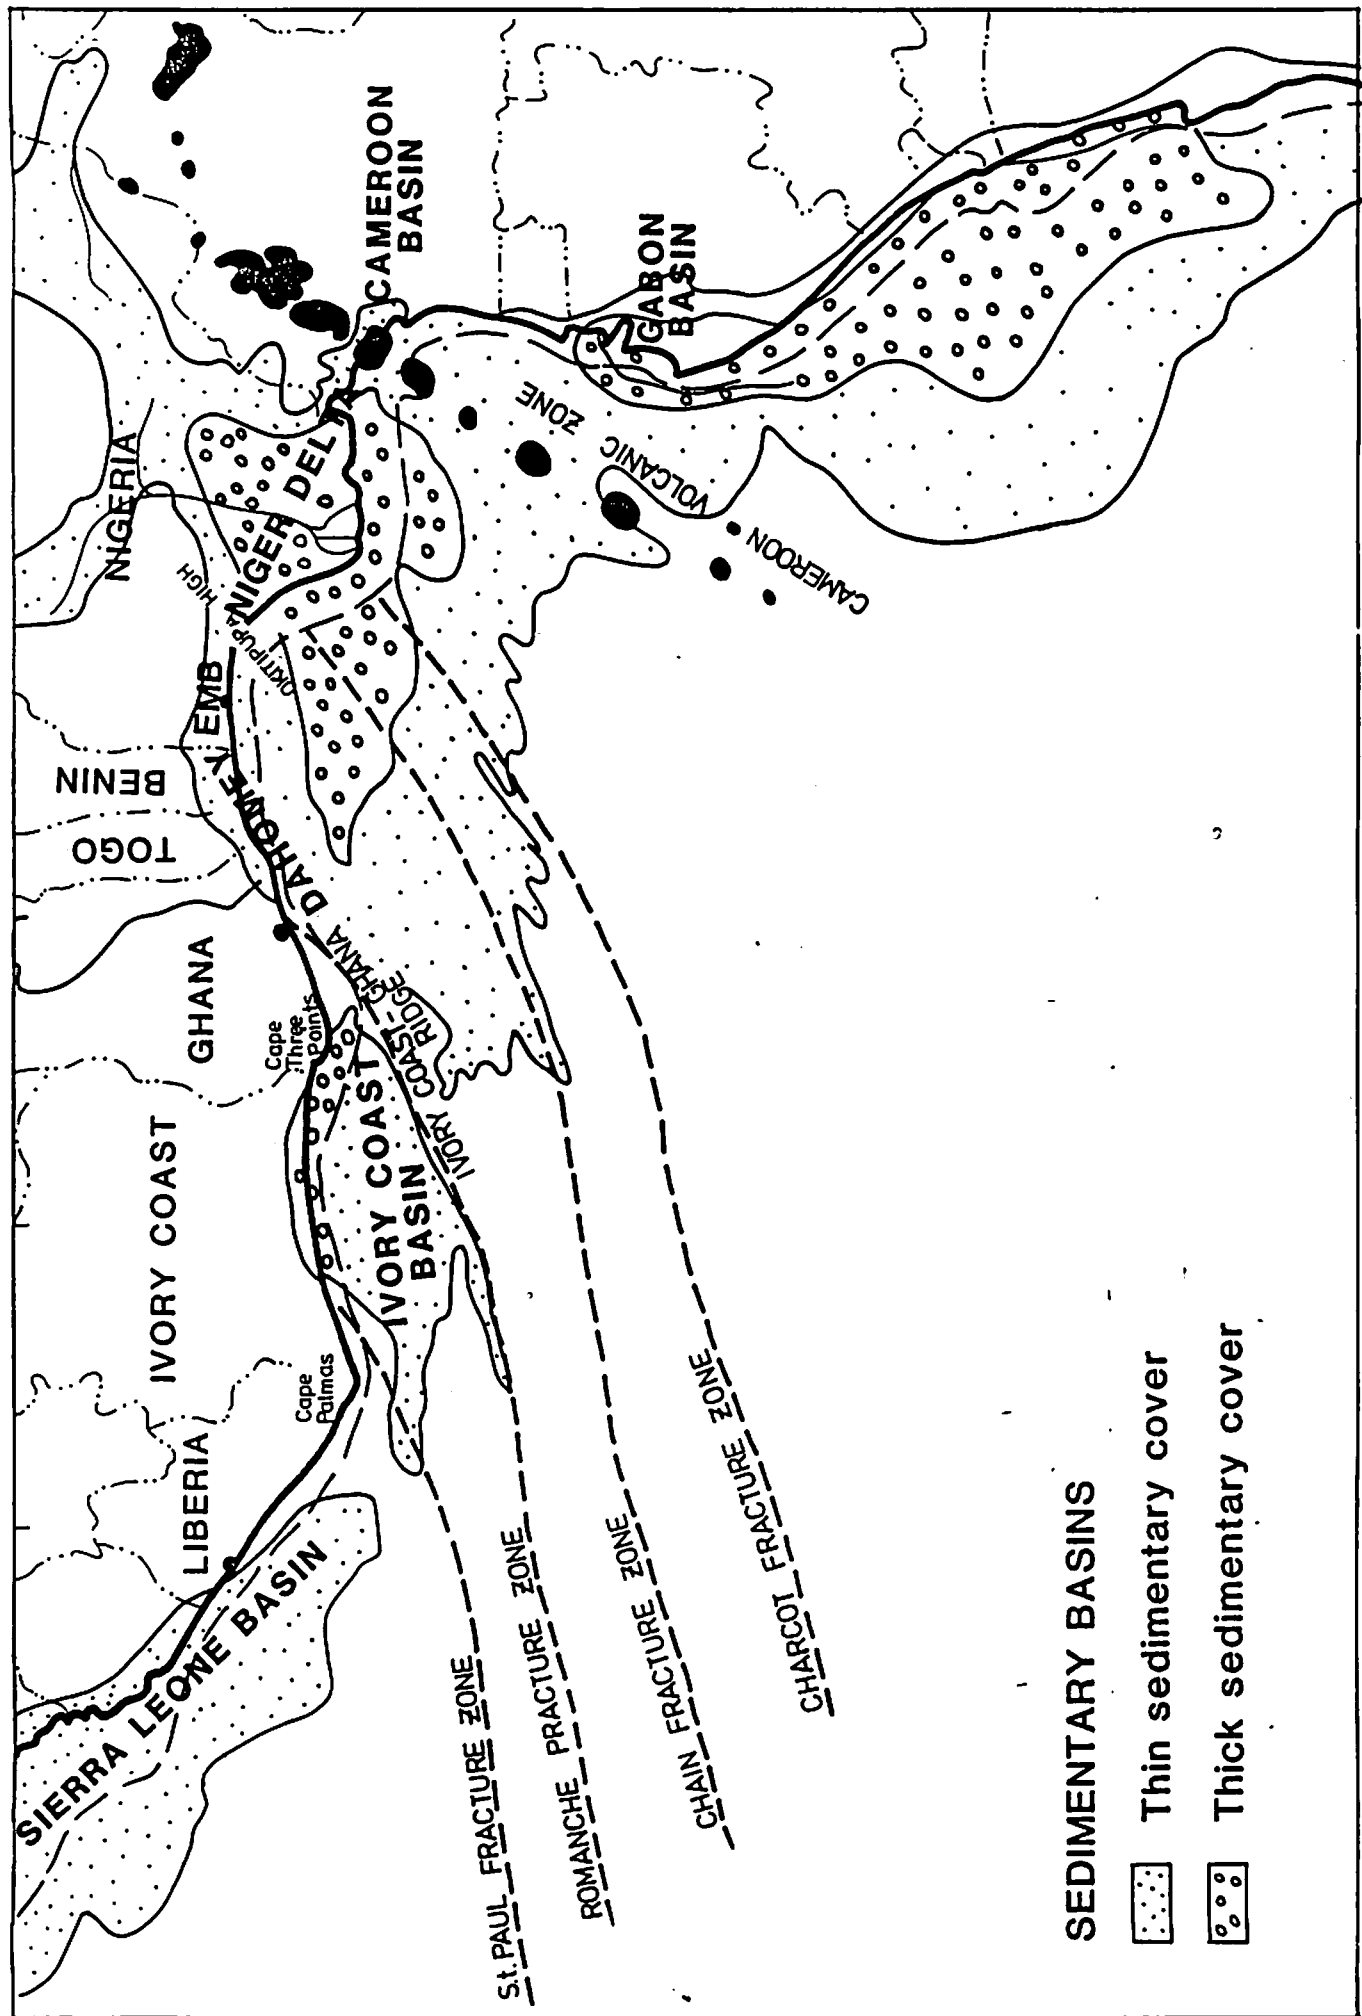 SIERRA LEONE BASIN
LIBERIA
IVORY COAST
GHANA
TOGO
BENIN
NIGERIA
Cape
Palmas
Cape
Three
Points
IVORY COAST
BASIN
IVORY COAST-GHANA
RIDGE
DAHOMEY EMB
OKITIPUPA HIGH
NIGER DELTA
CAMEROON
BASIN
GABON
BASIN
CAMEROON VOLCANIC ZONE
S.t.PAUL FRACTURE ZONE
ROMANCHE PRACTURE ZONE
CHAIN FRACTURE ZONE
CHARCOT FRACTURE ZONE
SEDIMENTARY BASINS
Thin sedimentary cover
Thick sedimentary cover